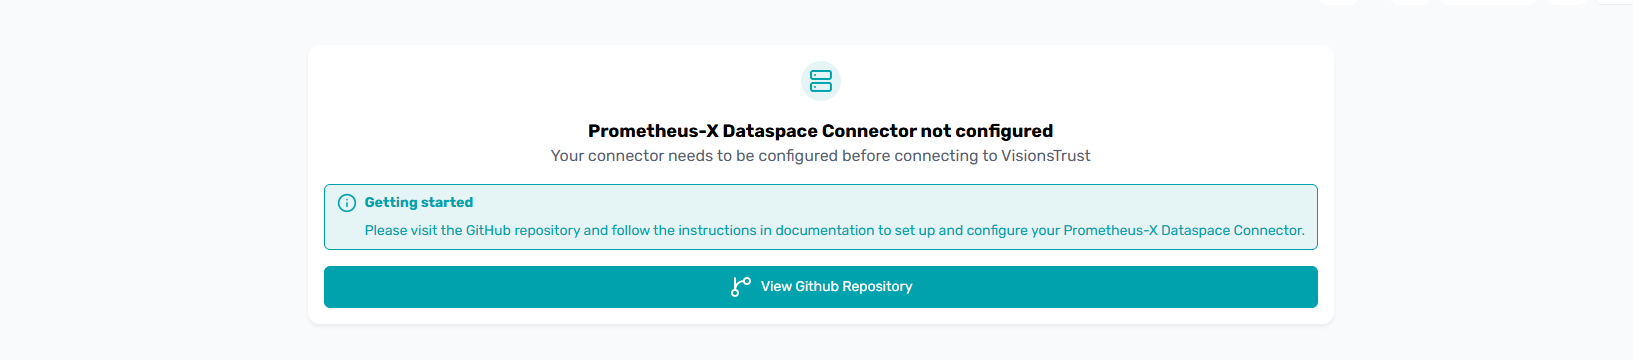 Prometheus-X Dataspace Connector not configured
Your connector needs to be configured before connecting to VisionsTrust
Getting started
Please visit the GitHub repository and follow the instructions in documentation to set up and configure your Prometheus-X Dataspace Connector.
View Github Repository